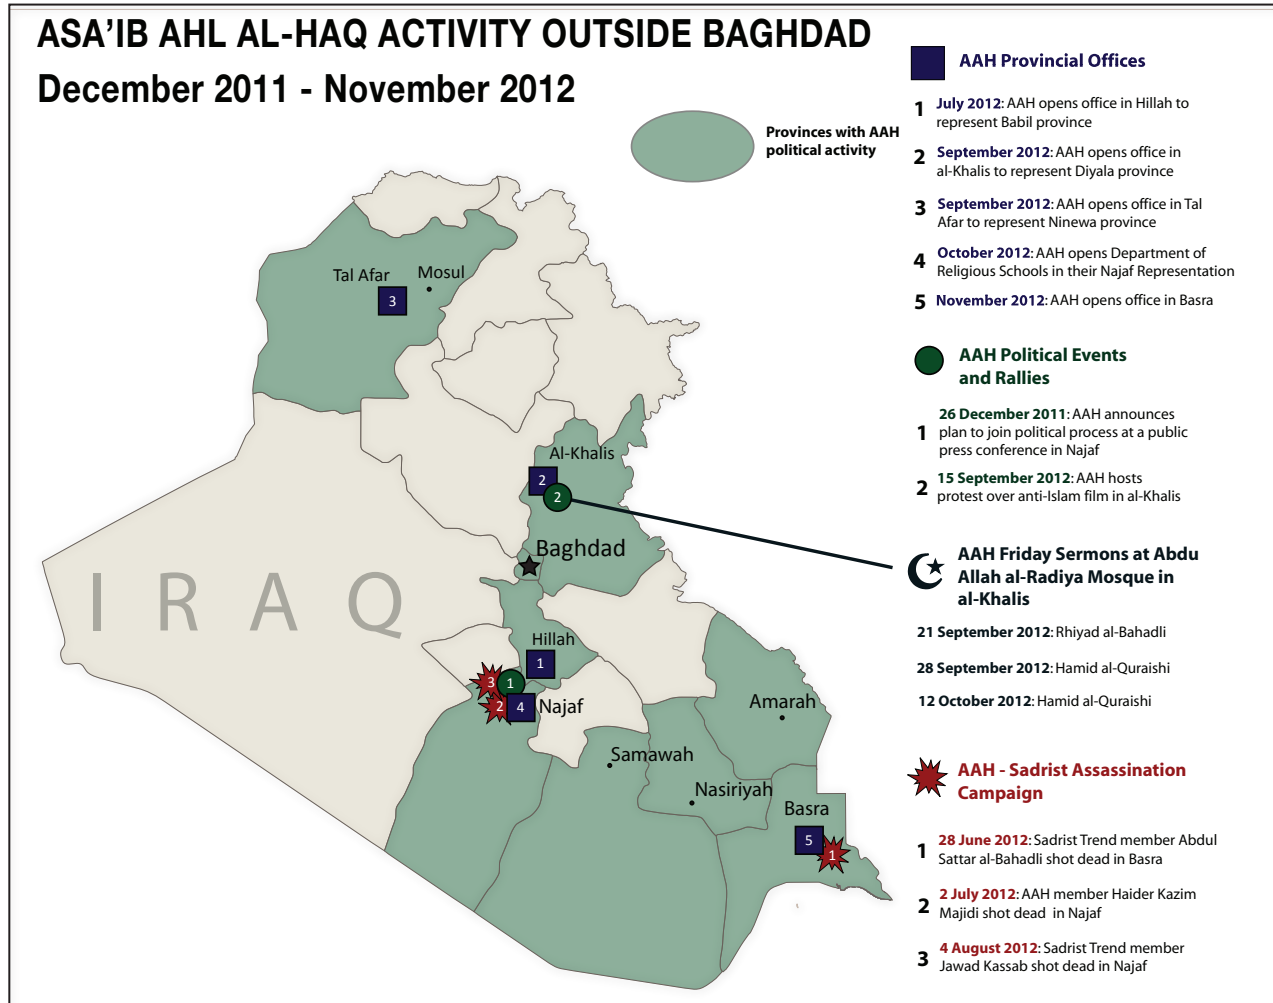 ASA'IB AHL AL-HAQ ACTIVITY OUTSIDE BAGHDAD
December 2011 - November 2012
Provinces with AAH
political activity
Tal Afar
Mosul
3
Al-Khalis
2
2
Baghdad
I R A Q
Hillah
1
3
1
2
4
Najaf
Amarah
Samawah
Nasiriyah
Basra
5
1
AAH Provincial Offices
1 July 2012: AAH opens office in Hillah to
represent Babil province
2 September 2012: AAH opens office in
al-Khalis to represent Diyala province
3 September 2012: AAH opens office in Tal
Afar to represent Ninewa province
4 October 2012: AAH opens Department of
Religious Schools in their Najaf Representation
5 November 2012: AAH opens office in Basra
AAH Political Events
and Rallies
1 26 December 2011: AAH announces
plan to join political process at a public
press conference in Najaf
2 15 September 2012: AAH hosts
protest over anti-Islam film in al-Khalis
AAH Friday Sermons at Abdu
Allah al-Radiya Mosque in
al-Khalis
21 September 2012: Rhiyad al-Bahadli
28 September 2012: Hamid al-Quraishi
12 October 2012: Hamid al-Quraishi
AAH - Sadrist Assassination
Campaign
1 28 June 2012: Sadrist Trend member Abdul
Sattar al-Bahadli shot dead in Basra
2 2 July 2012: AAH member Haider Kazim
Majidi shot dead in Najaf
3 4 August 2012: Sadrist Trend member
Jawad Kassab shot dead in Najaf